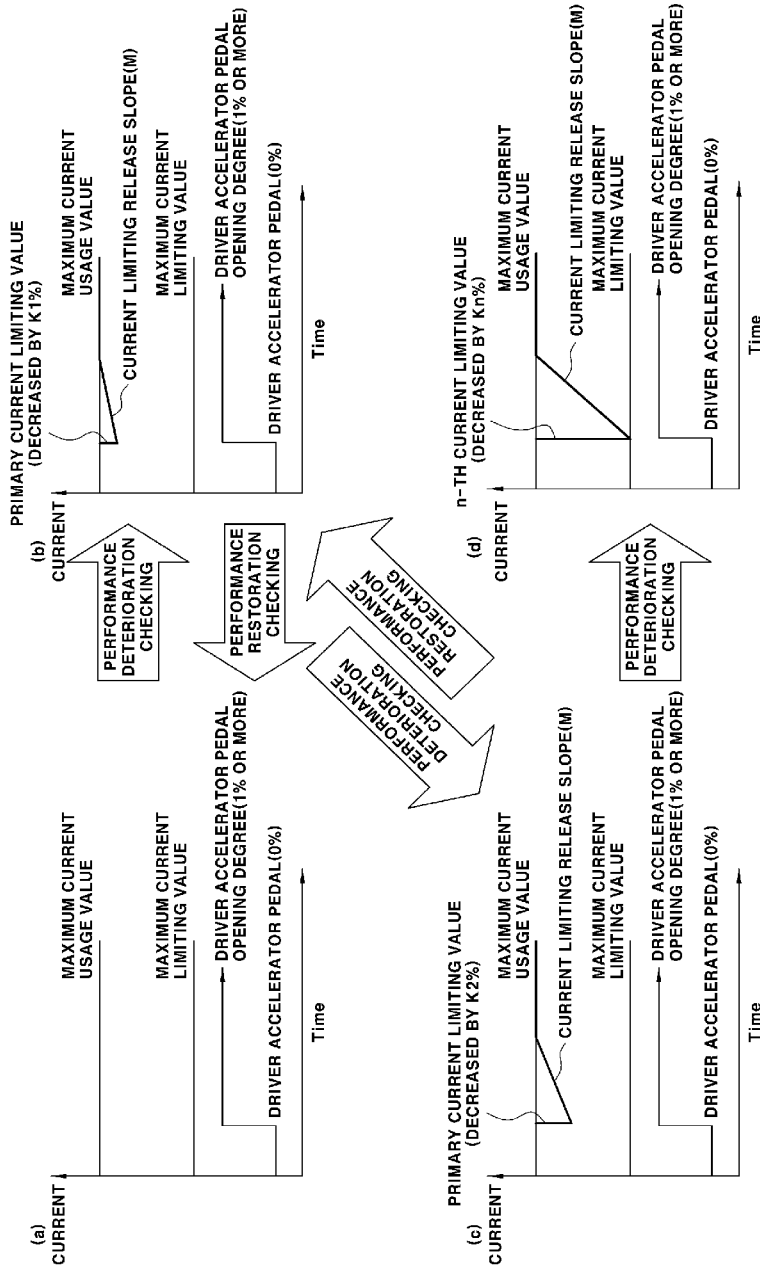 (a)
CURRENT
MAXIMUM CURRENT
USAGE VALUE
MAXIMUM CURRENT
LIMITING VALUE
DRIVER ACCELERATOR PEDAL
OPENING DEGREE(1% OR MORE)
DRIVER ACCELERATOR PEDAL(0%)
Time
PERFORMANCE
DETERIORATION
CHECKING
PERFORMANCE
RESTORATION
CHECKING
(b)
CURRENT
PRIMARY CURRENT LIMITING VALUE
(DECREASED BY K1%)
MAXIMUM CURRENT
USAGE VALUE
CURRENT LIMITING RELEASE SLOPE(M)
MAXIMUM CURRENT
LIMITING VALUE
DRIVER ACCELERATOR PEDAL
OPENING DEGREE(1% OR MORE)
DRIVER ACCELERATOR PEDAL(0%)
Time
PERFORMANCE
DETERIORATION
CHECKING
PERFORMANCE
RESTORATION
CHECKING
(c)
CURRENT
PRIMARY CURRENT LIMITING VALUE
(DECREASED BY K2%)
MAXIMUM CURRENT
USAGE VALUE
CURRENT LIMITING RELEASE SLOPE(M)
MAXIMUM CURRENT
LIMITING VALUE
DRIVER ACCELERATOR PEDAL
OPENING DEGREE(1% OR MORE)
DRIVER ACCELERATOR PEDAL(0%)
Time
PERFORMANCE
DETERIORATION
CHECKING
(d)
CURRENT
n-TH CURRENT LIMITING VALUE
(DECREASED BY Kn%)
MAXIMUM CURRENT
USAGE VALUE
CURRENT LIMITING RELEASE SLOPE(M)
MAXIMUM CURRENT
LIMITING VALUE
DRIVER ACCELERATOR PEDAL
OPENING DEGREE(1% OR MORE)
DRIVER ACCELERATOR PEDAL(0%)
Time